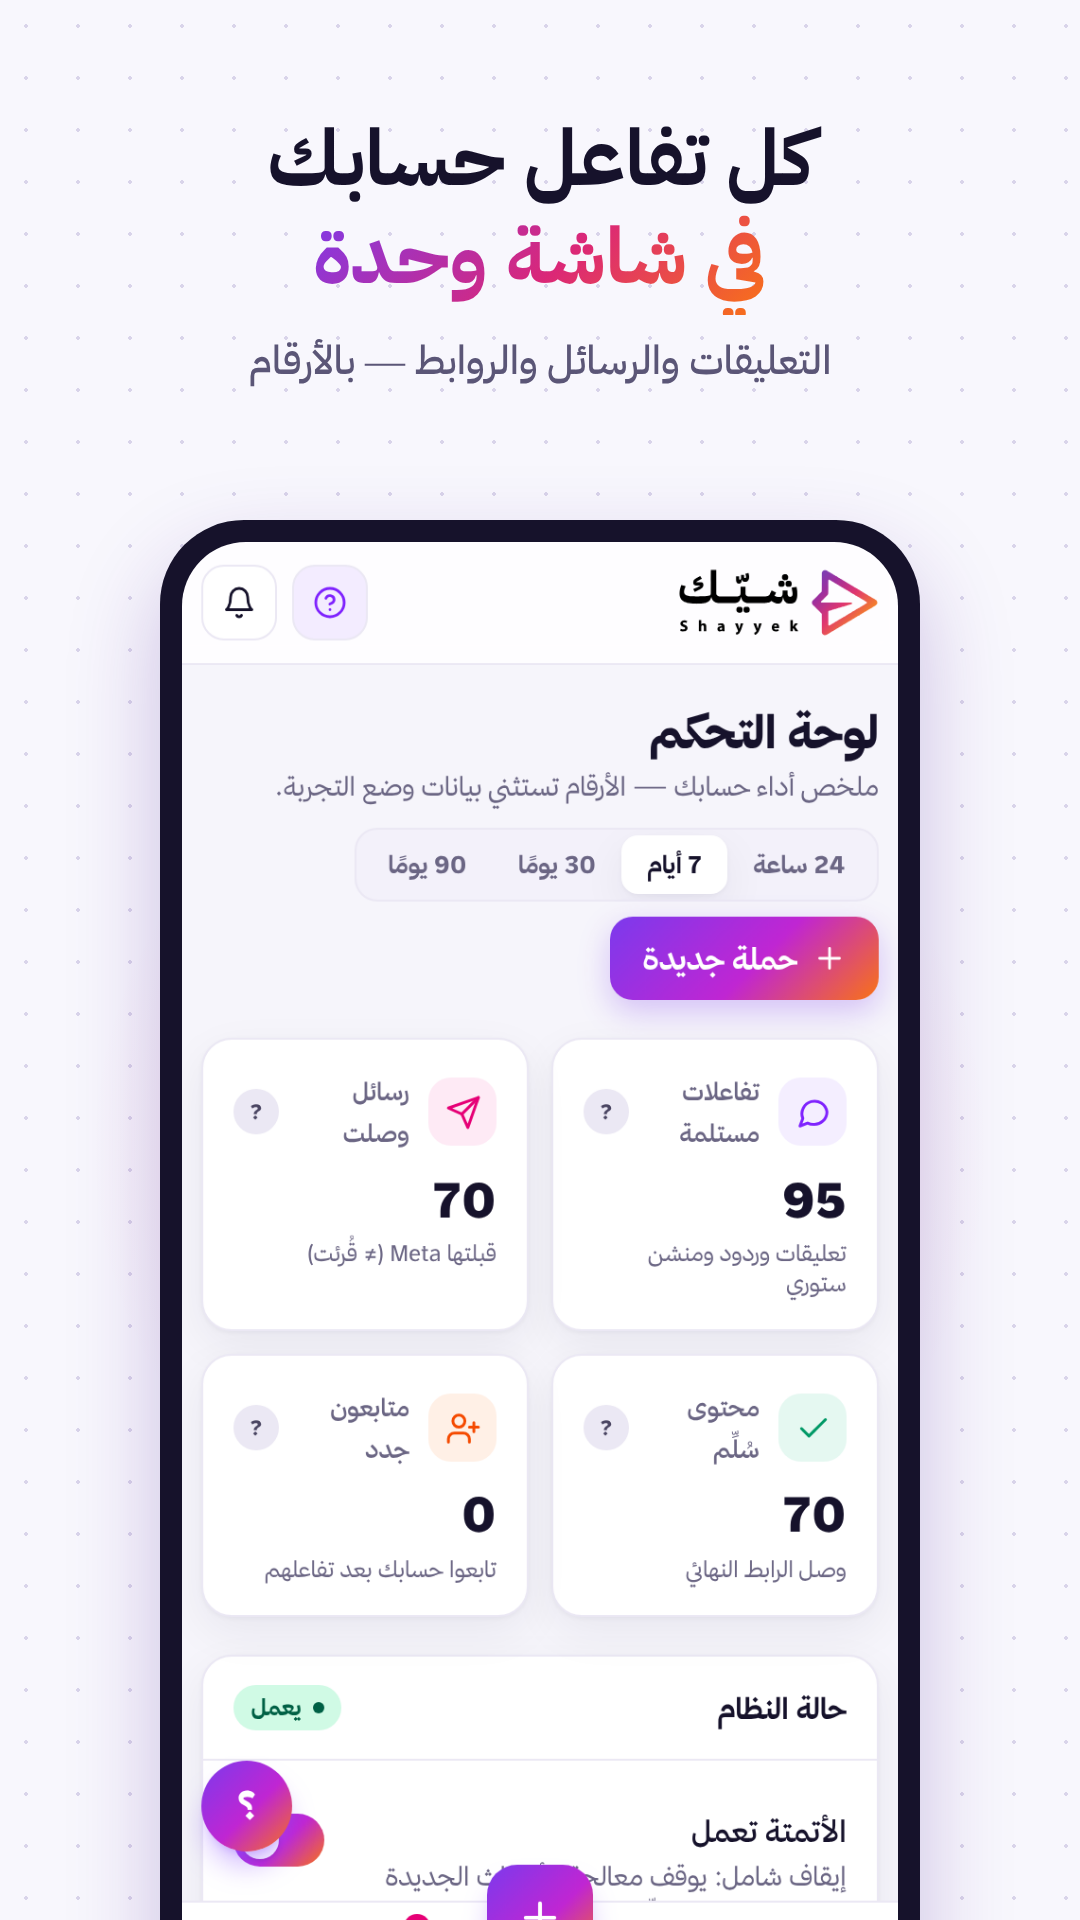 كل تفاعل حسابك
في شاشة وحدة
التعليقات والرسائل والروابط — بالأرقام
شـيّـك
Shayyek
?
لوحة التحكم
ملخص أداء حسابك — الأرقام تستثني بيانات وضع التجربة.
24 ساعة
7 أيام
30 يومًا
90 يومًا
+ حملة جديدة
تفاعلات
مستلمة
?
95
تعليقات وردود ومنشن
ستوري
رسائل
وصلت
?
70
قبلتها Meta (≠ قُرئت)
محتوى
سُلِّم
?
70
وصل الرابط النهائي
متابعون
جدد
?
0
تابعوا حسابك بعد تفاعلهم
حالة النظام
يعمل
الأتمتة تعمل
؟
إيقاف شامل: يوقف الجديدة
+